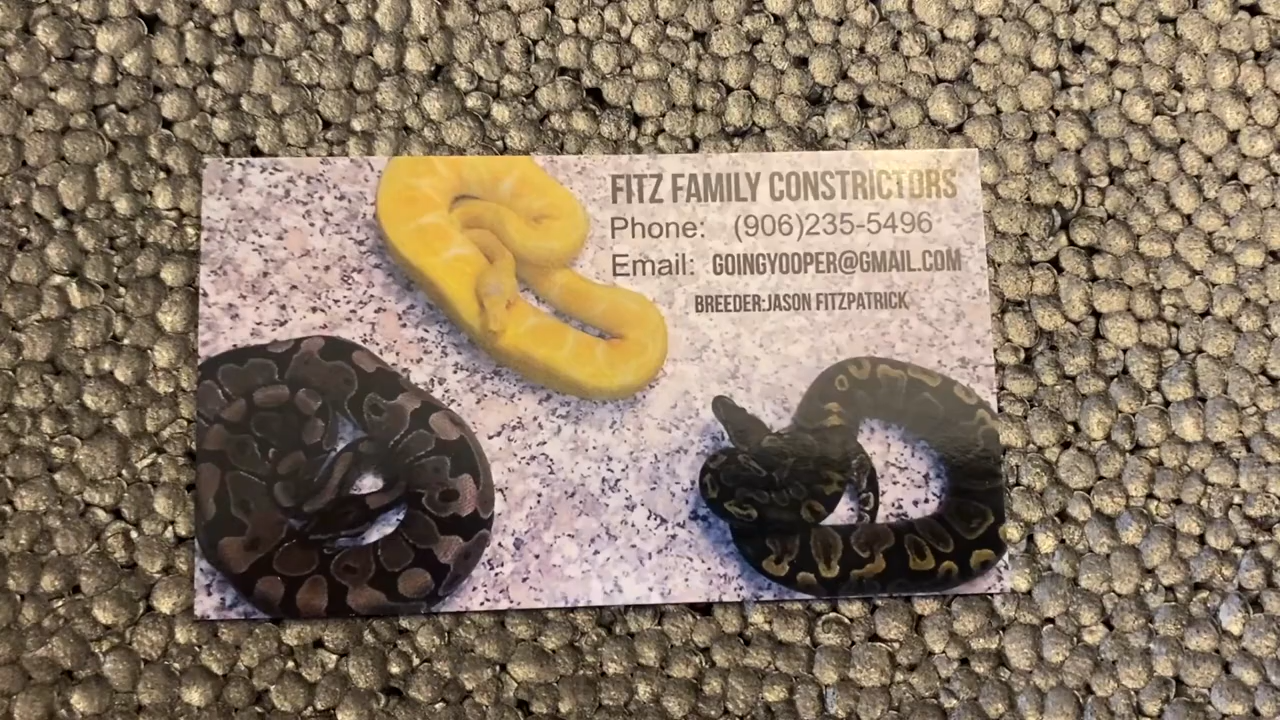 FITZ FAMILY CONSTRICTORS
Phone: (906)235-5496
Email: GOINGYOOPER@GMAIL.COM
BREEDER:JASON FITZPATRICK